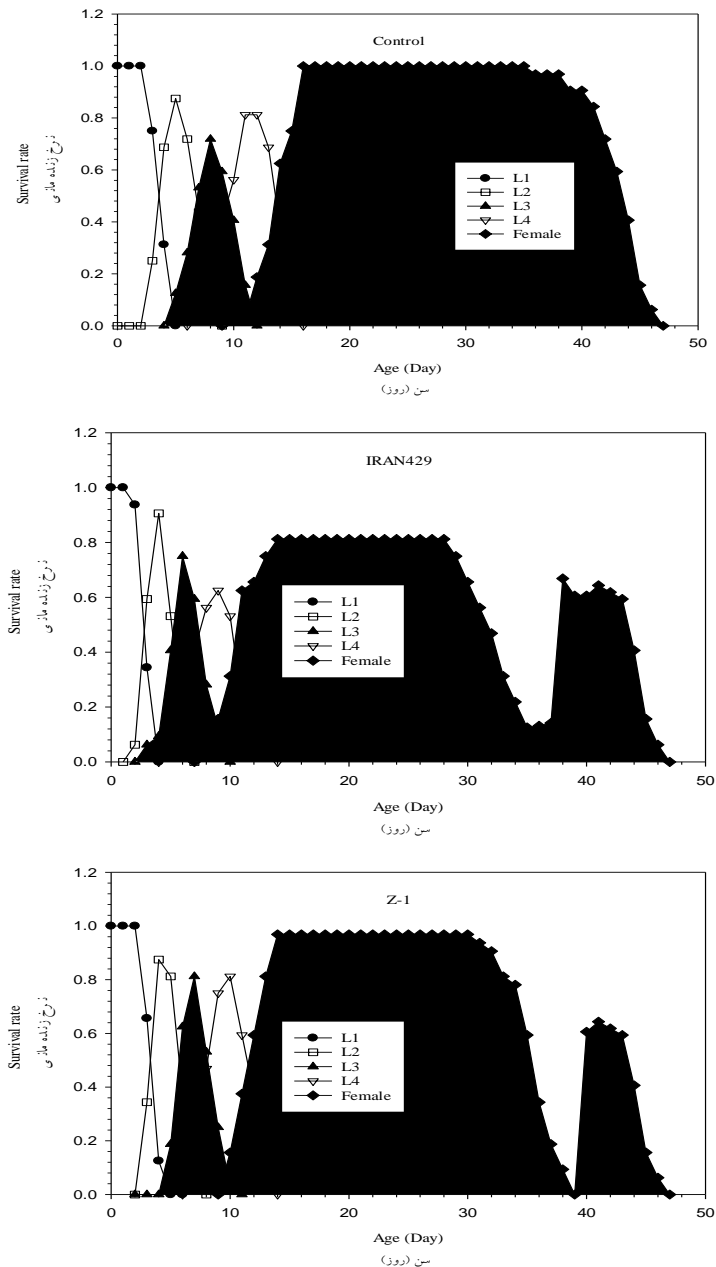 Control
1.2
1.0
0.8
0.6
0.4
0.2
0.0
Survival rate
نرخ زنده مانی
L1
L2
L3
L4
Female
0 10 20 30 40 50
Age (Day)
سن (روز)
IRAN429
1.2
1.0
0.8
0.6
0.4
0.2
0.0
Survival rate
نرخ زنده مانی
L1
L2
L3
L4
Female
0 10 20 30 40 50
Age (Day)
سن (روز)
Z-1
1.2
1.0
0.8
0.6
0.4
0.2
0.0
Survival rate
نرخ زنده مانی
L1
L2
L3
L4
Female
0 10 20 30 40 50
Age (Day)
سن (روز)